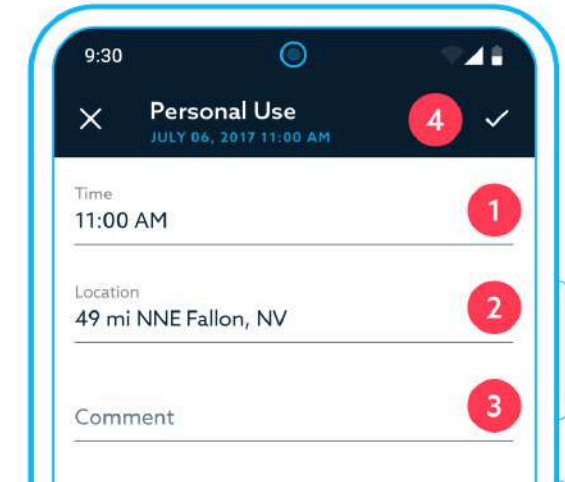 9:30
Personal Use 4
JULY 06, 2017 11:00 AM
Time
11:00 AM 1
Location
49 mi NNE Fallon, NV 2
Comment 3